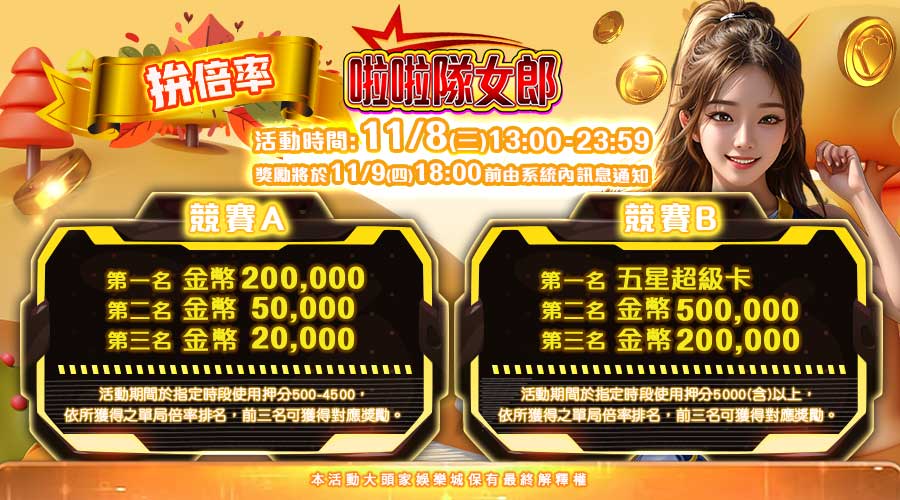 拚倍率
啦啦隊女郎
活動時間:11/8(三)13:00-23:59
獎勵將於11/9(四)18:00前由系統內訊息通知
競賽A
第一名 金幣 200,000
第二名 金幣 50,000
第三名 金幣 20,000
活動期間於指定時段使用押分500-4500,
依所獲得之單局倍率排名,前三名可獲得對應獎勵。
競賽B
第一名 五星超級卡
第二名 金幣 500,000
第三名 金幣 200,000
活動期間於指定時段使用押分5000(含)以上,
依所獲得之單局倍率排名,前三名可獲得對應獎勵。
本活動大頭家娛樂城保有最終解釋權